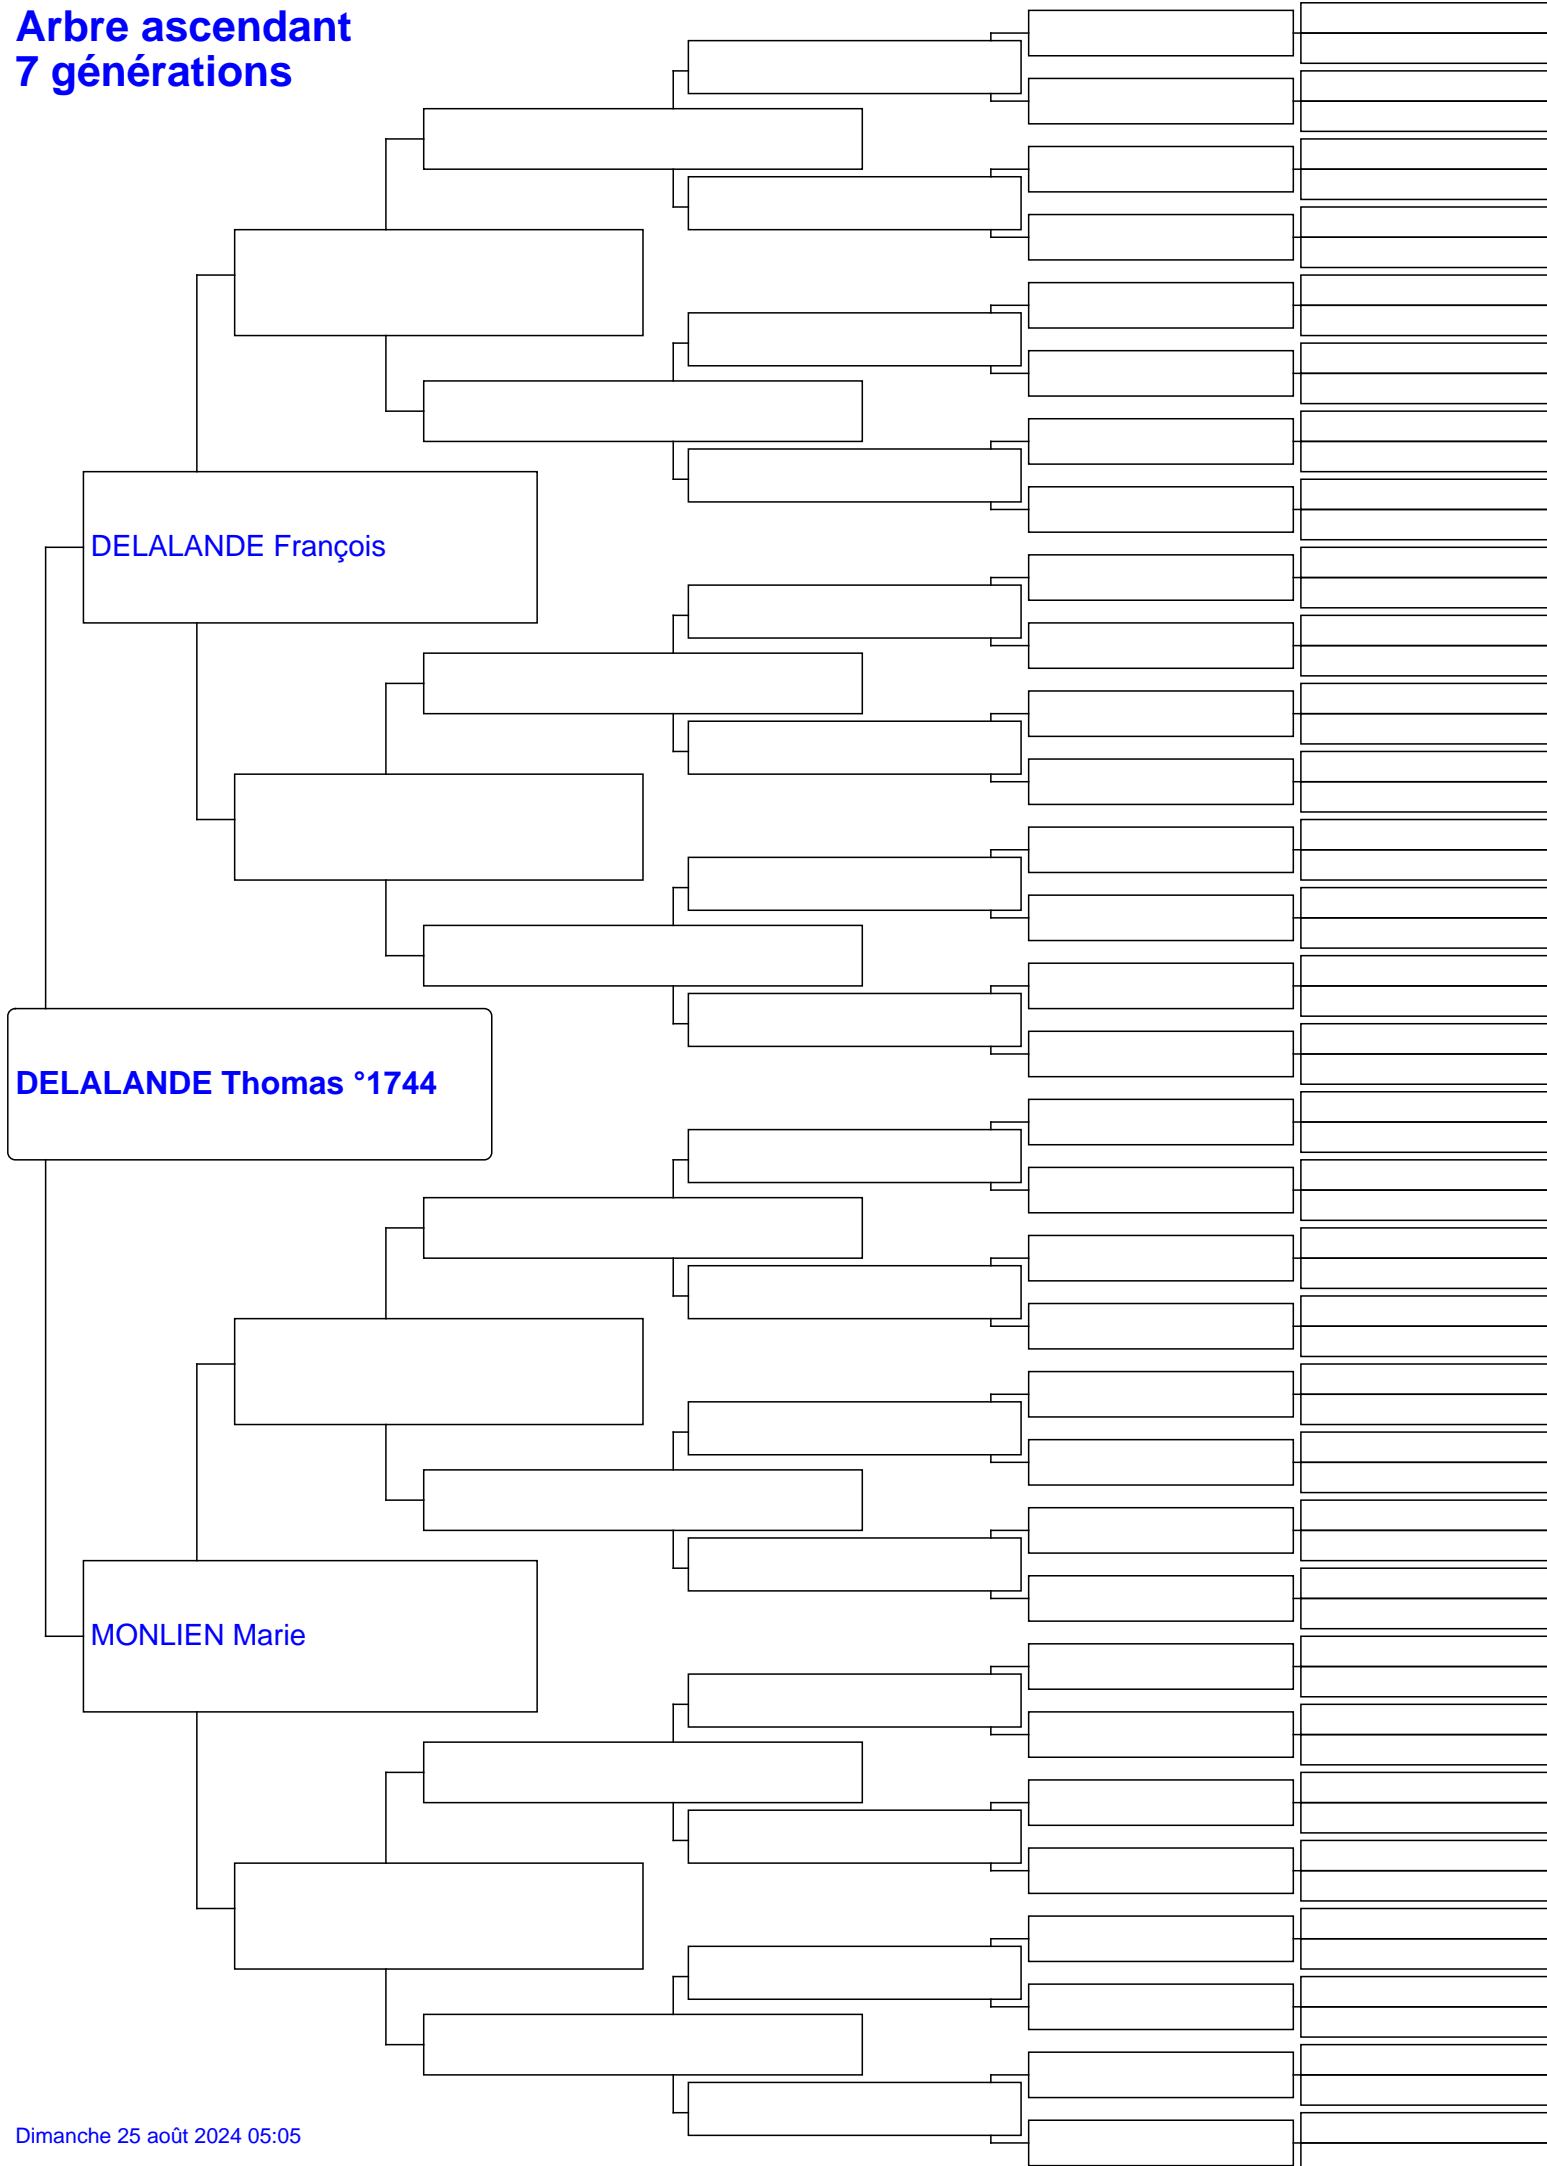 Arbre ascendant
7 générations
DELALANDE François
DELALANDE Thomas °1744
MONLIEN Marie
Dimanche 25 août 2024 05:05